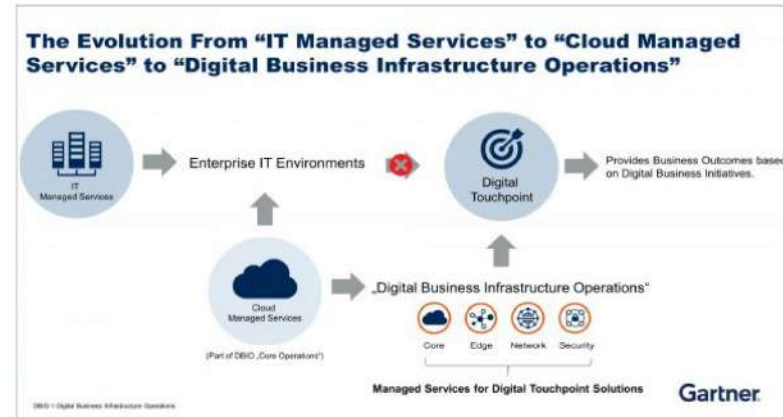 The Evolution From “IT Managed Services” to “Cloud Managed
Services” to “Digital Business Infrastructure Operations”
IT
Managed Services
Enterprise IT Environments
Digital
Touchpoint
Provides Business Outcomes based
on Digital Business Initiatives.
Cloud
Managed Services
(Part of DBIO „Core Operations“)
„Digital Business Infrastructure Operations“
Core
Edge
Network
Security
Managed Services for Digital Touchpoint Solutions
DBIO = Digital Business Infrastructure Operations
Gartner